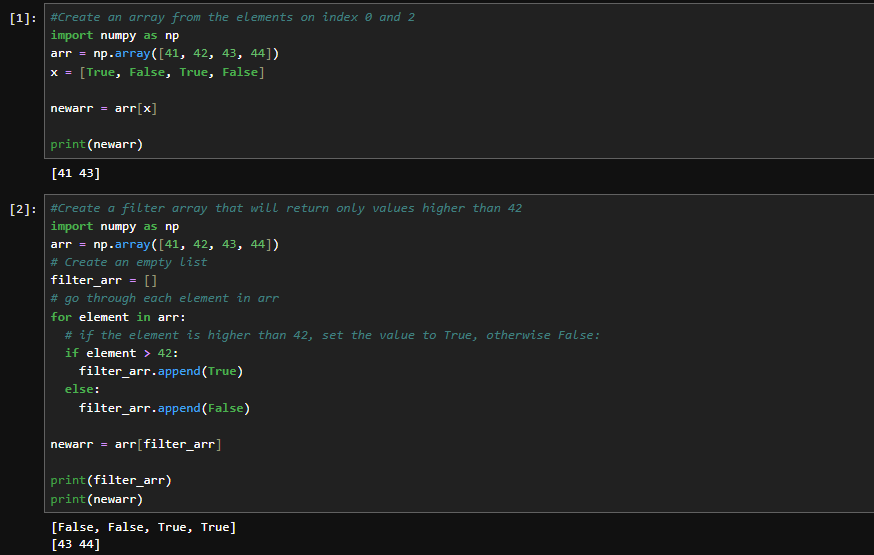 [1]:
#Create an array from the elements on index 0 and 2
import numpy as np
arr = np.array([41, 42, 43, 44])
x = [True, False, True, False]
newarr = arr[x]
print(newarr)
[41 43]
[2]:
#Create a filter array that will return only values higher than 42
import numpy as np
arr = np.array([41, 42, 43, 44])
# Create an empty list
filter_arr = []
# go through each element in arr
for element in arr:
  # if the element is higher than 42, set the value to True, otherwise False:
  if element > 42:
    filter_arr.append(True)
  else:
    filter_arr.append(False)
newarr = arr[filter_arr]
print(filter_arr)
print(newarr)
[False, False, True, True]
[43 44]